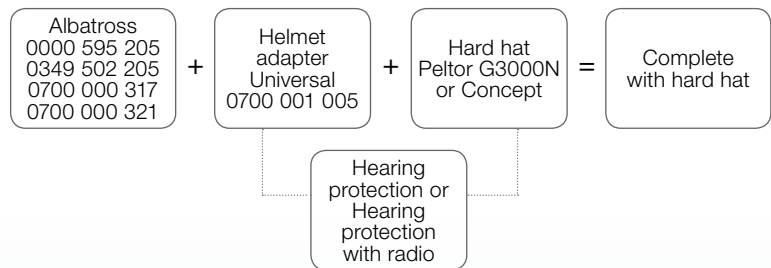 Albatross
0000 595 205
0349 502 205
0700 000 317
0700 000 321
+
Helmet
adapter
Universal
0700 001 005
+
Hard hat
Peltor G3000N
or Concept
=
Complete
with hard hat
Hearing
protection or
Hearing
protection
with radio